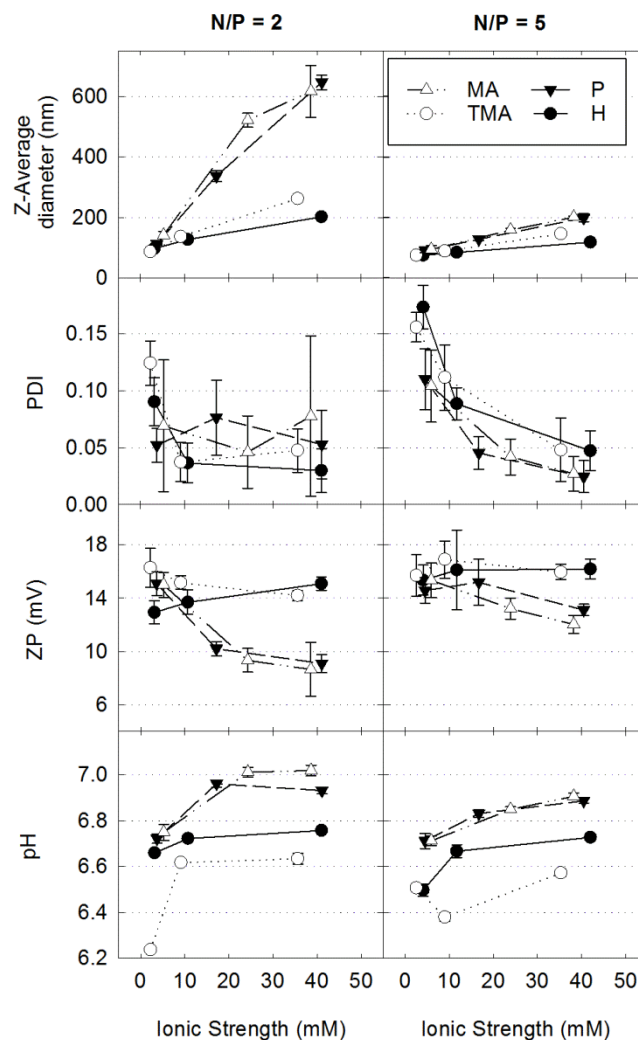 N/P = 2 N/P = 5
Z-Average
diameter (nm)
600
400
200
0
MA P
TMA H
PDI
0.15
0.10
0.05
0.00
ZP (mV)
18
14
10
6
pH
7.0
6.8
6.6
6.4
6.2
0 10 20 30 40 50 0 10 20 30 40 50
Ionic Strength (mM) Ionic Strength (mM)